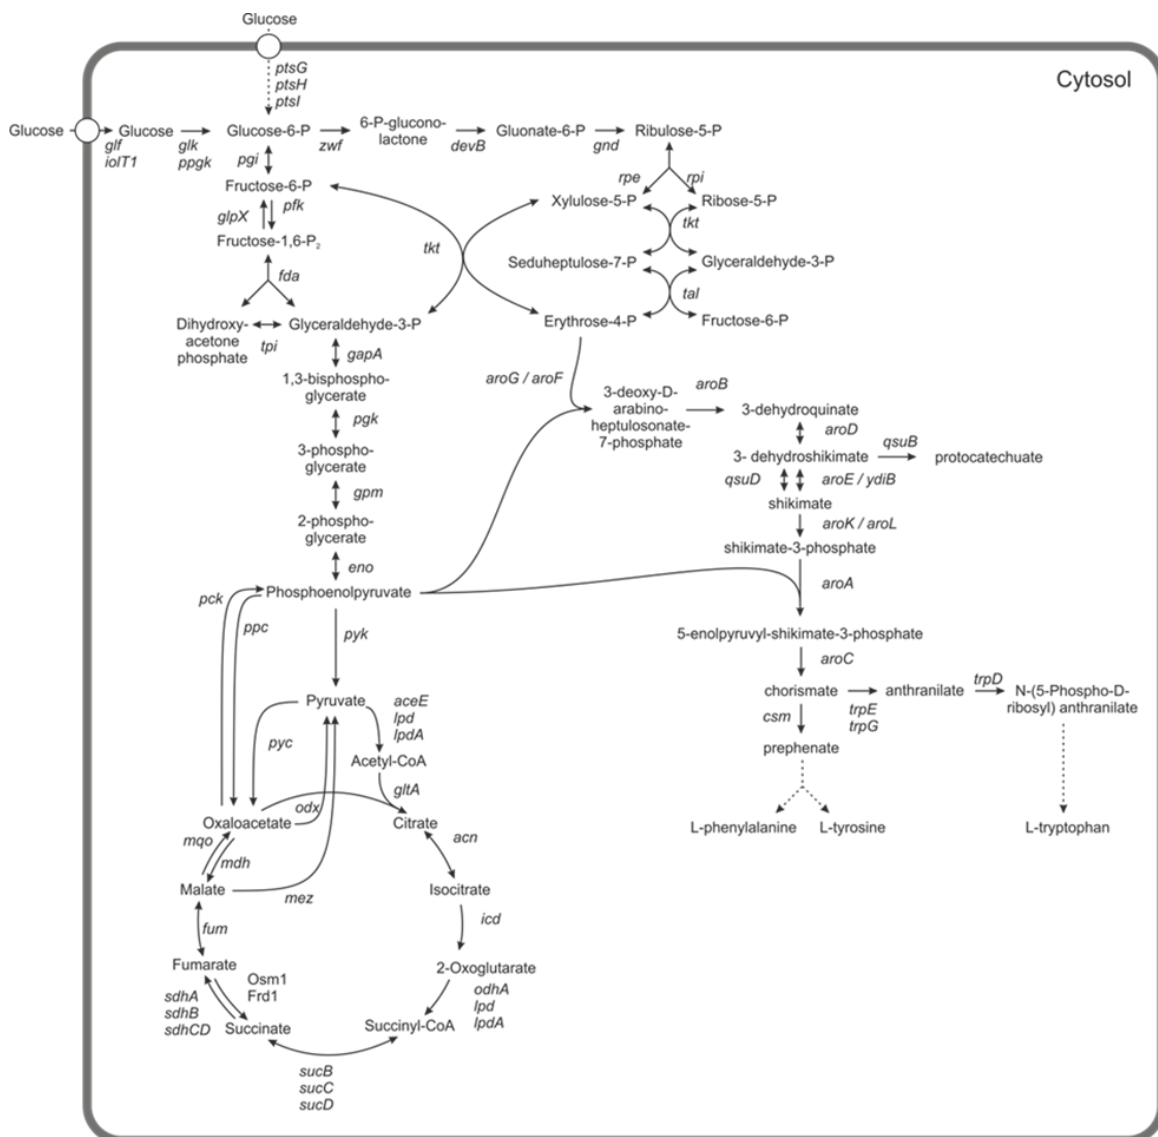 Glucose
Cytosol
ptsG
ptsH
ptsI
Glucose
Glucose
glf
iolT1
glk
ppgk
Glucose-6-P
zwf
6-P-glucono-
lactone
devB
Gluonate-6-P
gnd
Ribulose-5-P
pgi
rpe
rpi
Fructose-6-P
glpX
pfk
Xylulose-5-P
Ribose-5-P
tkt
tkt
Fructose-1,6-P₂
Seduheptulose-7-P
Glyceraldehyde-3-P
fda
tal
Dihydroxy-
acetone
phosphate
tpi
Glyceraldehyde-3-P
Erythrose-4-P
Fructose-6-P
gapA
1,3-bisphospho-
glycerate
aroG / aroF
3-deoxy-D-
arabino-
heptulosonate-
7-phosphate
aroB
3-dehydroquinate
aroD
pgk
3-phospho-
glycerate
3- dehydroshikimate
qsuB
protocatechuate
qsuD
aroE / ydiB
gpm
shikimate
2-phospho-
glycerate
aroK / aroL
shikimate-3-phosphate
eno
aroA
Phosphoenolpyruvate
pck
ppc
pyk
5-enolpyruvyl-shikimate-3-phosphate
aroC
Pyruvate
aceE
lpd
lpdA
chorismate
trpE
trpG
anthranilate
trpD
N-(5-Phospho-D-
ribosyl) anthranilate
csm
pyc
prephenate
Acetyl-CoA
gltA
odx
Oxaloacetate
Citrate
L-phenylalanine
L-tyrosine
L-tryptophan
mqo
mdh
acn
Malate
mez
Isocitrate
fum
icd
Fumarate
2-Oxoglutarate
Osm1
Frd1
sdhA
sdhB
sdhCD
odhA
lpd
lpdA
Succinate
Succinyl-CoA
sucB
sucC
sucD